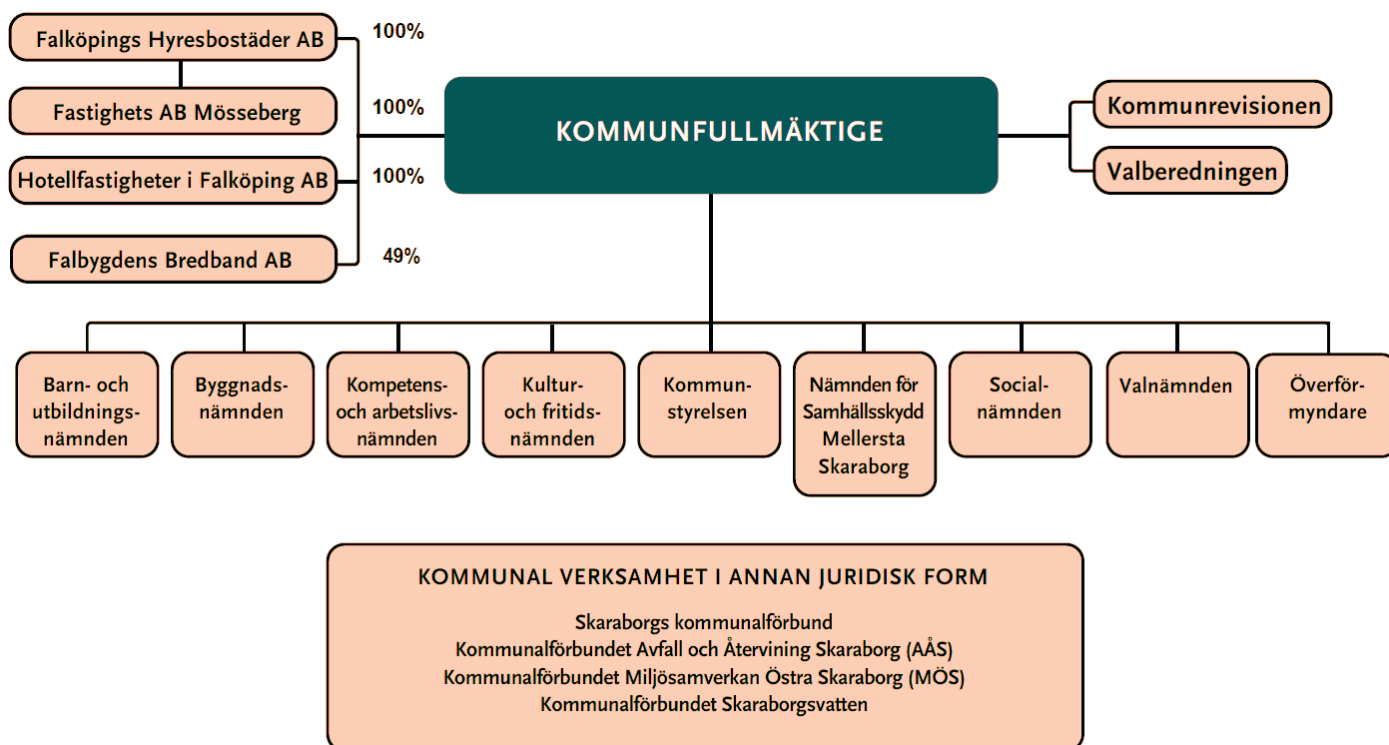 Falköpings Hyresbostäder AB
100%
Fastighets AB Mösseberg
100%
Hotellfastigheter i Falköping AB
100%
Falbygdens Bredband AB
49%
KOMMUNFULLMÄKTIGE
Kommunrevisionen
Valberedningen
Barn- och
utbildnings-
nämnden
Byggnads-
nämnden
Kompetens-
och arbetslivs-
nämnden
Kultur-
och fritids-
nämnden
Kommun-
styrelsen
Nämnden för
Samhällsskydd
Mellersta
Skaraborg
Social-
nämnden
Valnämnden
Överför-
myndare
KOMMUNAL VERKSAMHET I ANNAN JURIDISK FORM
Skaraborgs kommunalförbund
Kommunalförbundet Avfall och Återvining Skaraborg (AÅS)
Kommunalförbundet Miljösamverkan Östra Skaraborg (MÖS)
Kommunalförbundet Skaraborgsvatten